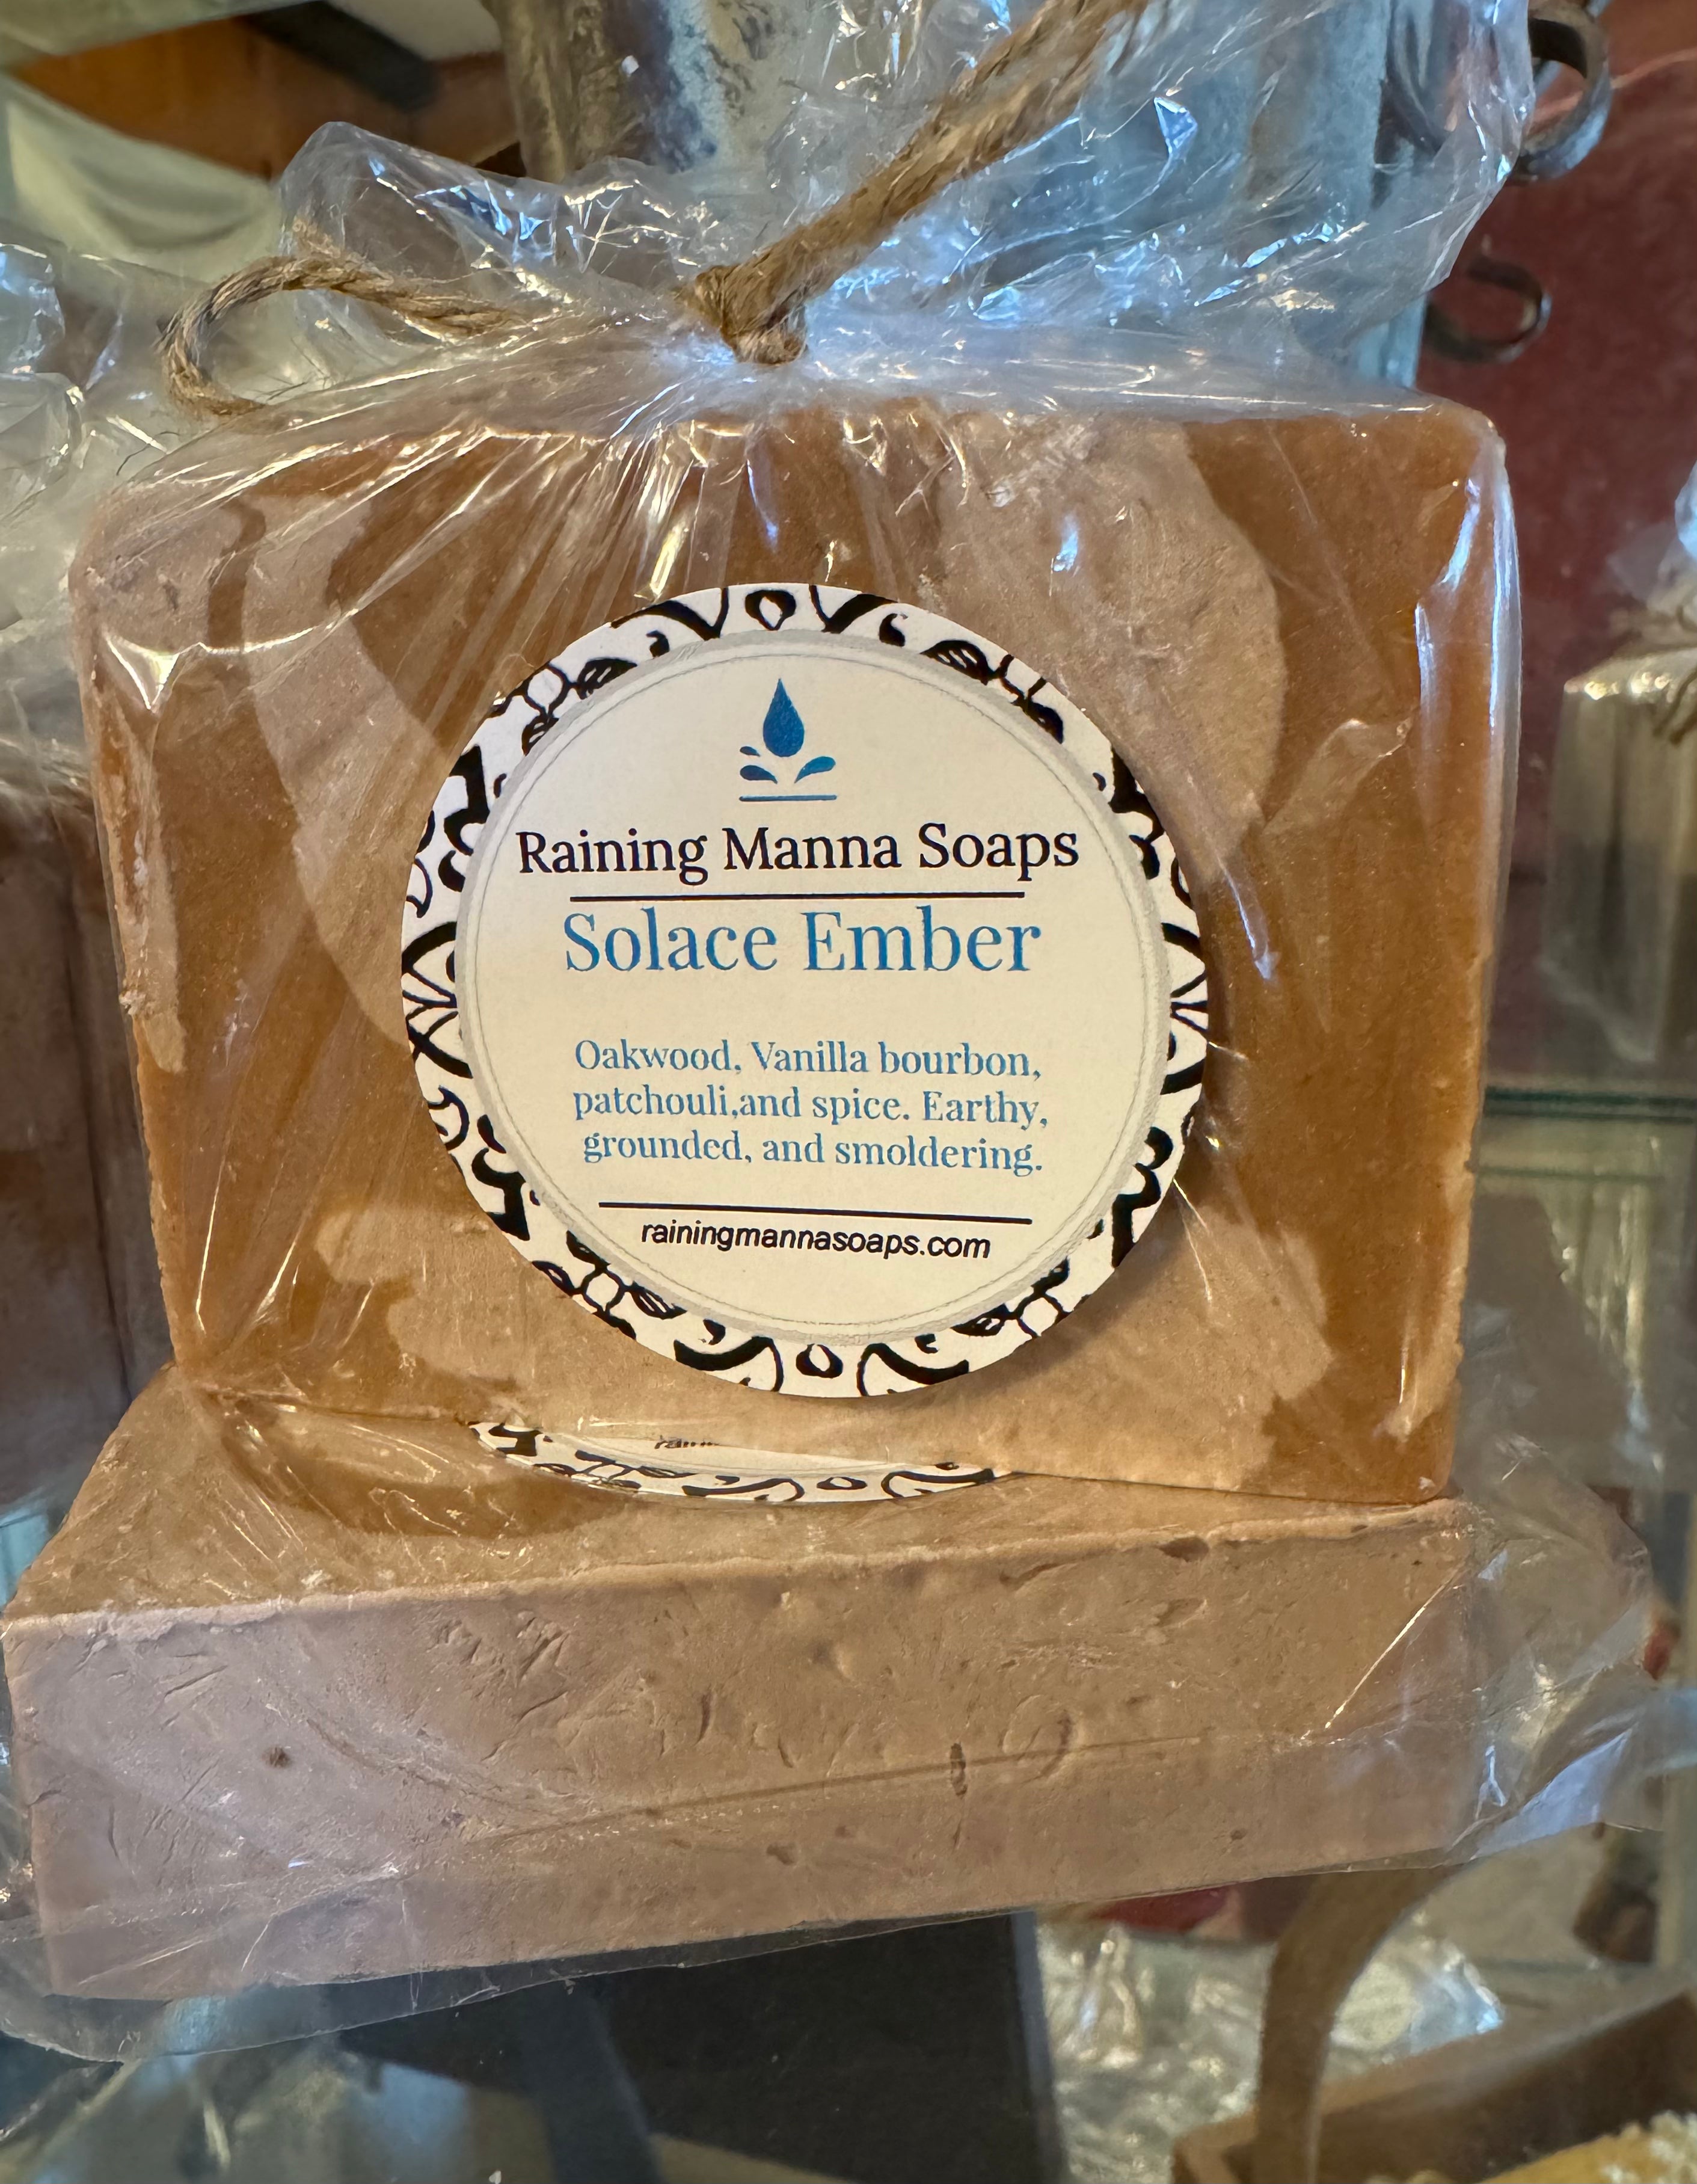 Raining Manna Soaps
Solace Ember
Oakwood, Vanilla bourbon,
patchouli,and spice. Earthy,
grounded, and smoldering.
rainingmannasoaps.com